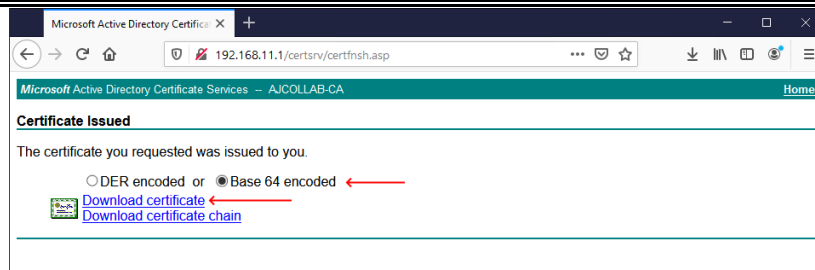 Microsoft Active Directory Certifica
192.168.11.1/certsrv/certfnsh.asp
Microsoft Active Directory Certificate Services -- AJCOLLAB-CA Home
Certificate Issued
The certificate you requested was issued to you.
DER encoded or Base 64 encoded
Download certificate
Download certificate chain